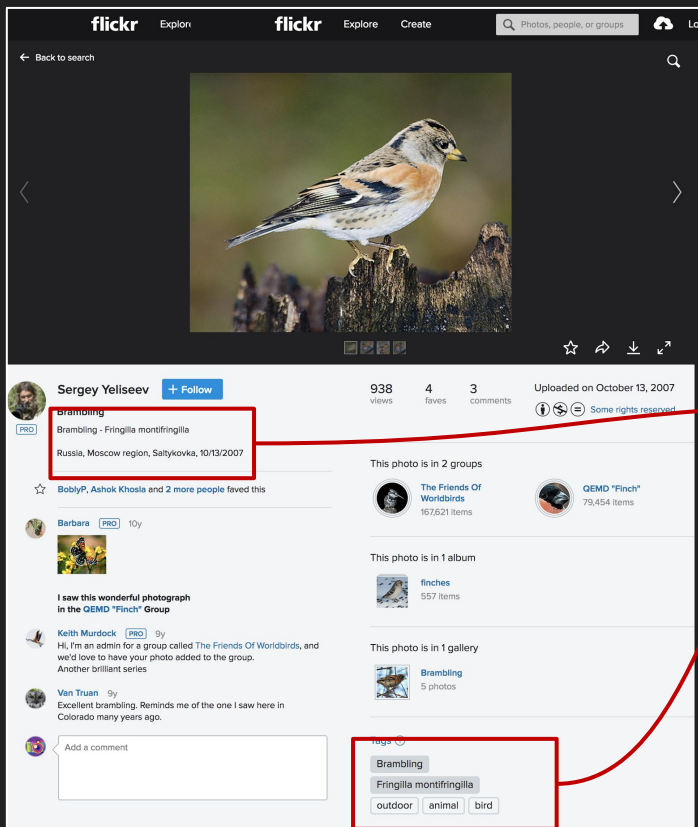 flickr Explore flickr Explore Create Photos, people, or groups
Back to search
Sergey Yeliseev + Follow
PRO
Brambling
Brambling - Fringilla montifringilla
Russia, Moscow region, Saltykovka, 10/13/2007
BoblyP, Ashok Khosla and 2 more people faved this
Barbara PRO 10y
I saw this wonderful photograph
in the QEMD "Finch" Group
Keith Murdock PRO 9y
Hi, I'm an admin for a group called The Friends Of Worldbirds, and
we'd love to have your photo added to the group.
Another brilliant series
Van Truan 9y
Excellent brambling. Reminds me of the one I saw here in
Colorado many years ago.
Add a comment
938 4 3
views faves comments
Uploaded on October 13, 2007
Some rights reserved
This photo is in 2 groups
The Friends Of
Worldbirds
167,621 items
QEMD "Finch"
79,454 items
This photo is in 1 album
finches
557 items
This photo is in 1 gallery
Brambling
5 photos
Tags
Brambling
Fringilla montifringilla
outdoor animal bird